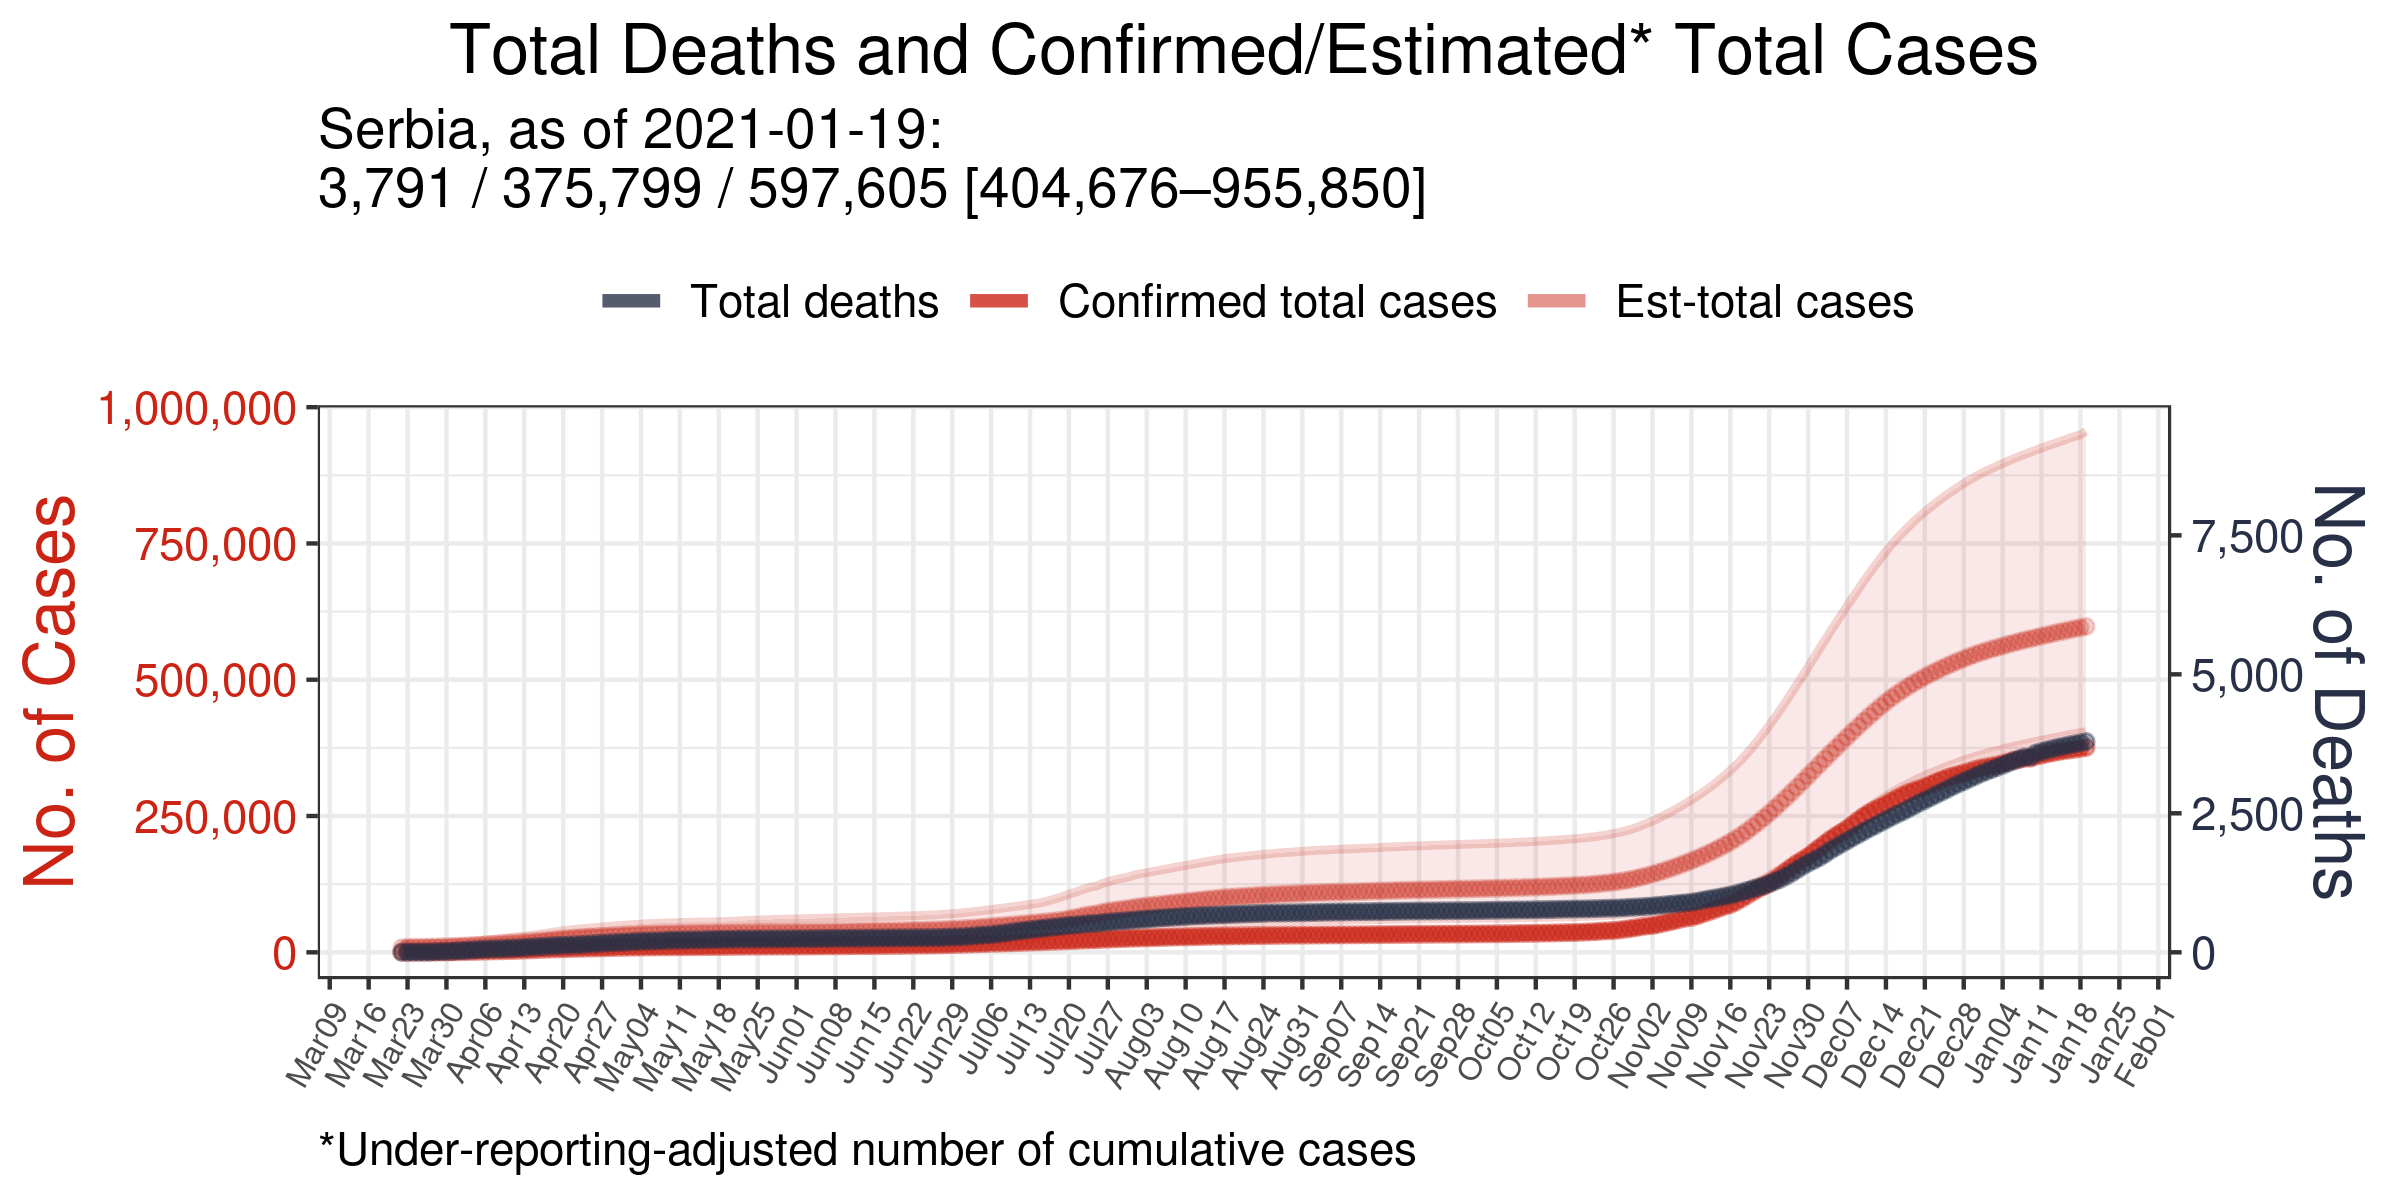 Total Deaths and Confirmed/Estimated* Total Cases
Serbia, as of 2021-01-19:
3,791 / 375,799 / 597,605 [404,676–955,850]
Total deaths
Confirmed total cases
Est-total cases
No. of Cases
1,000,000
750,000
500,000
250,000
0
7,500
5,000
2,500
0
No. of Deaths
Mar09
Mar16
Mar23
Mar30
Apr06
Apr13
Apr20
Apr27
May04
May11
May18
May25
Jun01
Jun08
Jun15
Jun22
Jun29
Jul06
Jul13
Jul20
Jul27
Aug03
Aug10
Aug17
Aug24
Aug31
Sep07
Sep14
Sep21
Sep28
Oct05
Oct12
Oct19
Oct26
Nov02
Nov09
Nov16
Nov23
Nov30
Dec07
Dec14
Dec21
Dec28
Jan04
Jan11
Jan18
Jan25
Feb01
*Under-reporting-adjusted number of cumulative cases